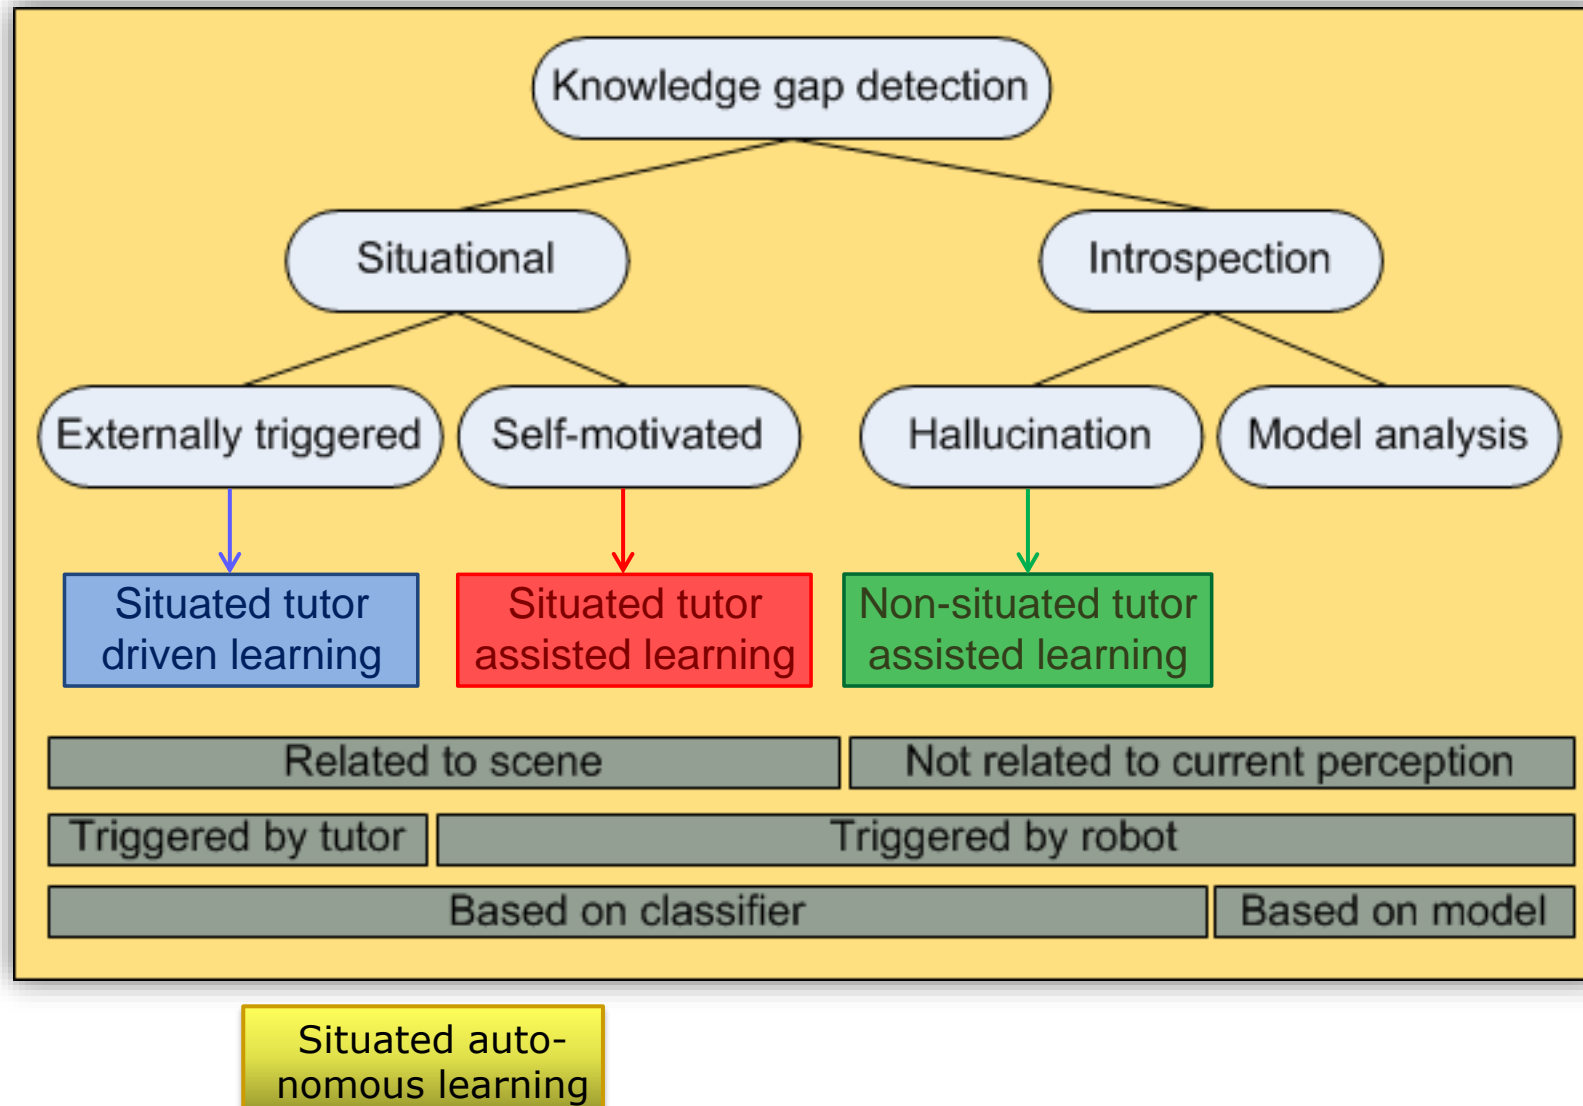 Knowledge gap detection
Situational
Introspection
Externally triggered
Self-motivated
Hallucination
Model analysis
Situated tutor
driven learning
Situated tutor
assisted learning
Non-situated tutor
assisted learning
Related to scene
Not related to current perception
Triggered by tutor
Triggered by robot
Based on classifier
Based on model
Situated auto-
nomous learning